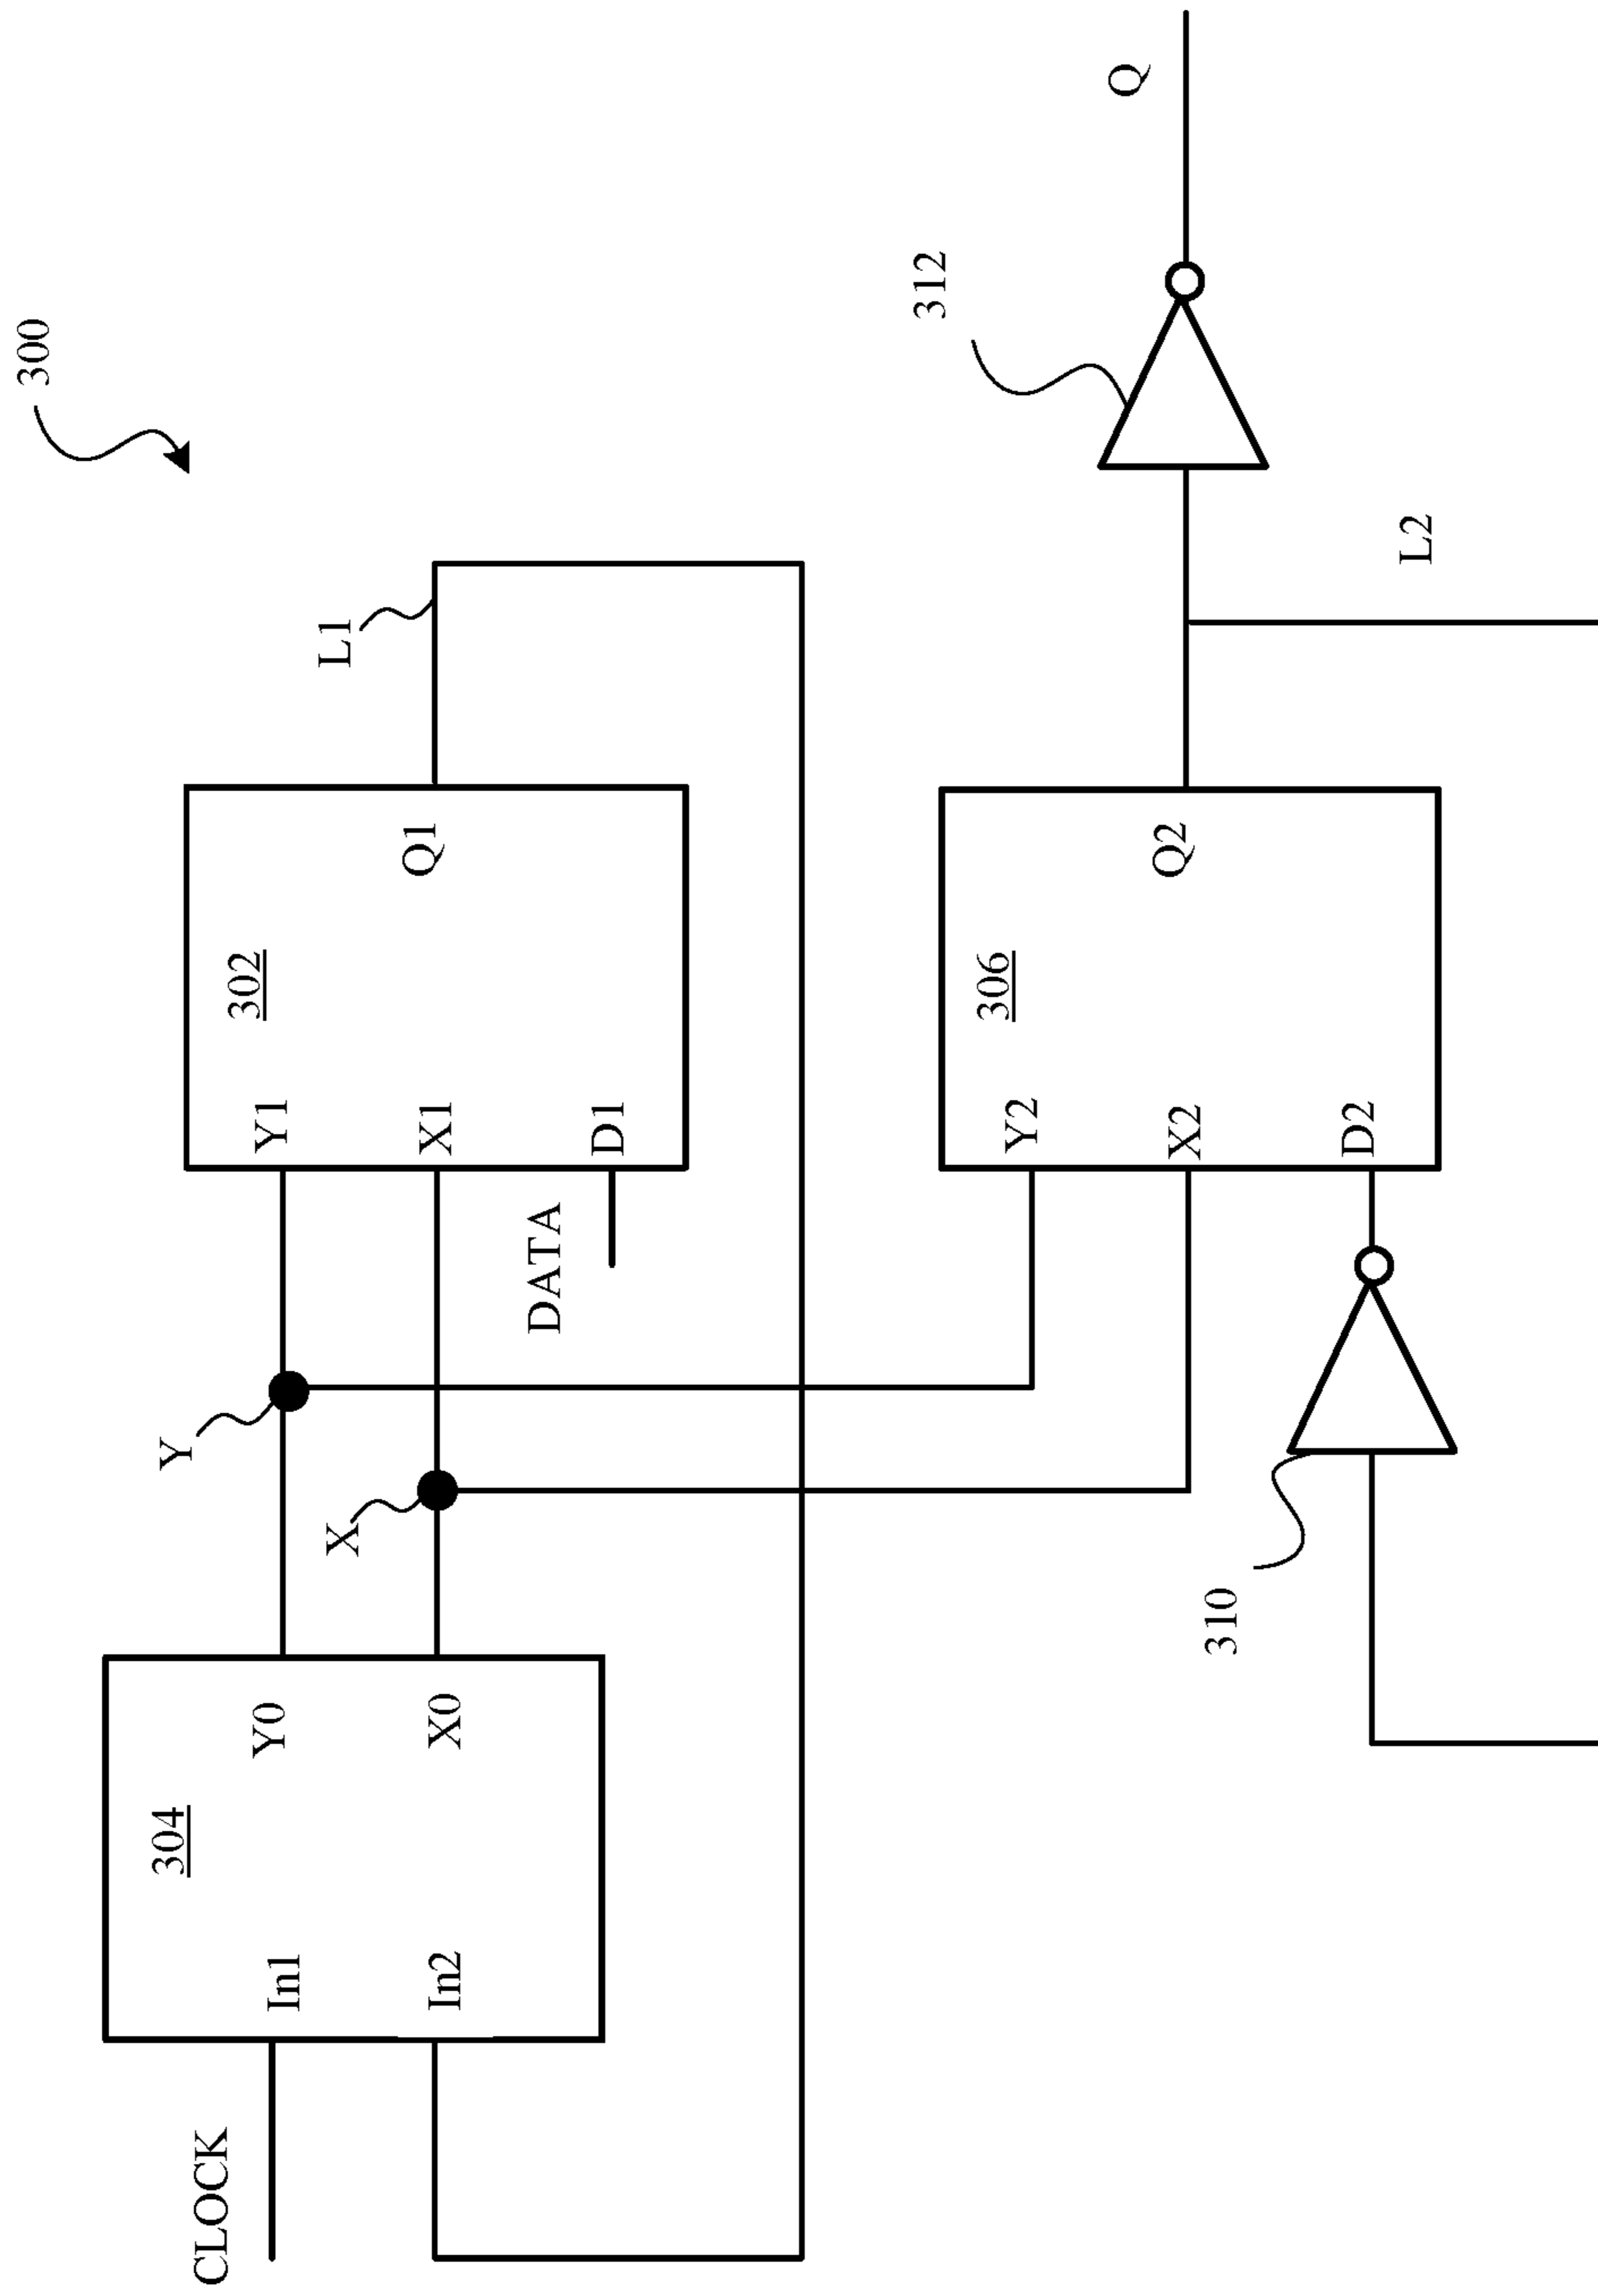 300
L1
302
Y1
X1
D1
Q1
DATA
Y
X
304
Y0
X0
In1
In2
CLOCK
312
Q
L2
306
Y2
X2
D2
Q2
310